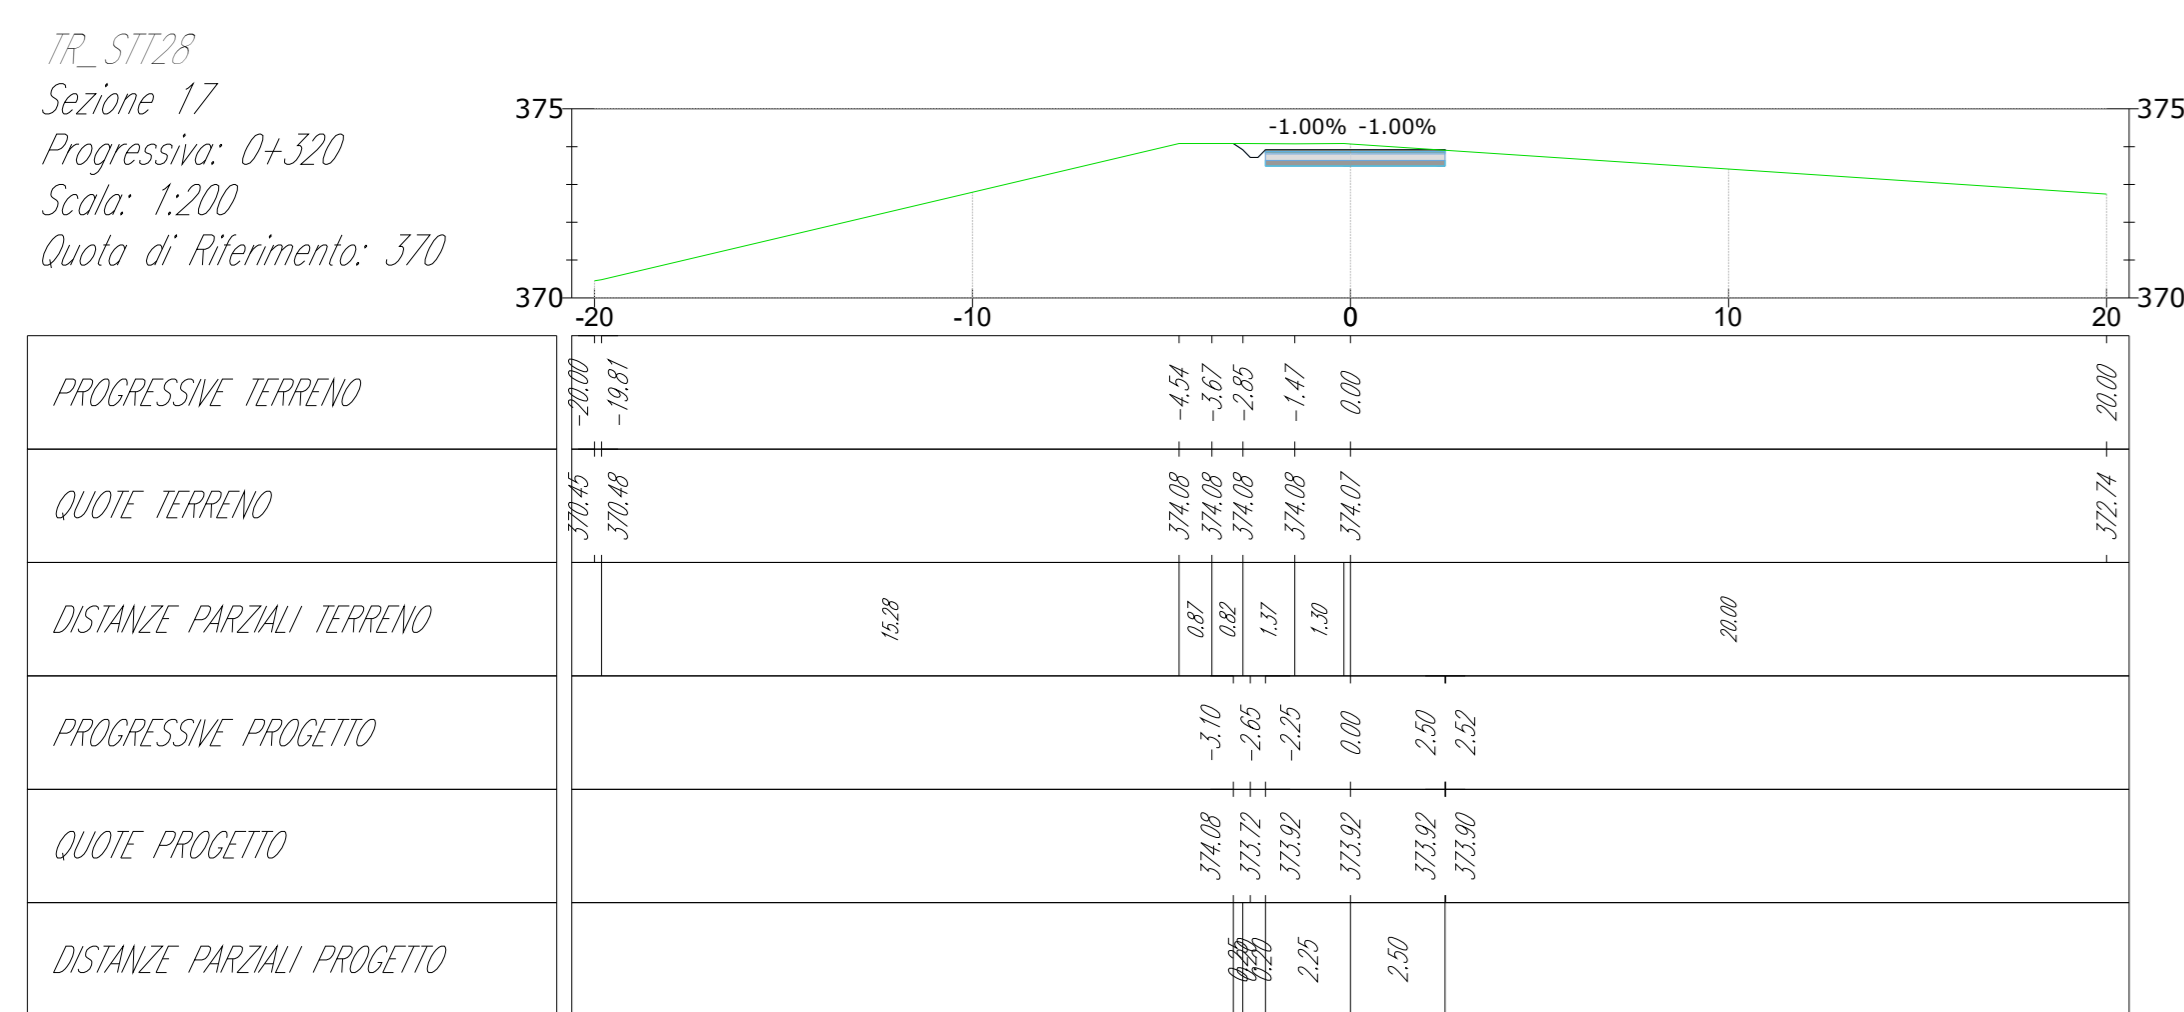 TR_STT28
Sezione 17
Progressiva: 0+320
Scala: 1:200
Quota di Riferimento: 370
375 375
-1.00% -1.00%
370 370
-20 -10 0 10 20
PROGRESSIVE TERRENO -20.00 -19.81 -4.54 -3.67 -2.85 -1.47 0.00 20.00
QUOTE TERRENO 370.45 370.48 374.08 374.08 374.08 374.08 374.07 372.74
DISTANZE PARZIALI TERRENO 15.28 0.87 0.82 1.37 1.30 20.00
PROGRESSIVE PROGETTO -3.10 -2.65 -2.25 0.00 2.50 2.52
QUOTE PROGETTO 374.08 373.72 373.92 373.92 373.92 373.90
DISTANZE PARZIALI PROGETTO 0.25 0.20 2.25 2.50